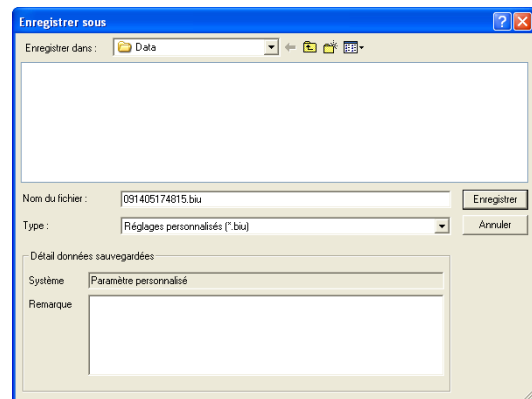 Enregistrer sous
Enregistrer dans :
Data
Nom du fichier :
091405174815.biu
Enregistrer
Type :
Réglages personnalisés (*.biu)
Annuler
Détail données sauvegardées
Système
Paramètre personnalisé
Remarque